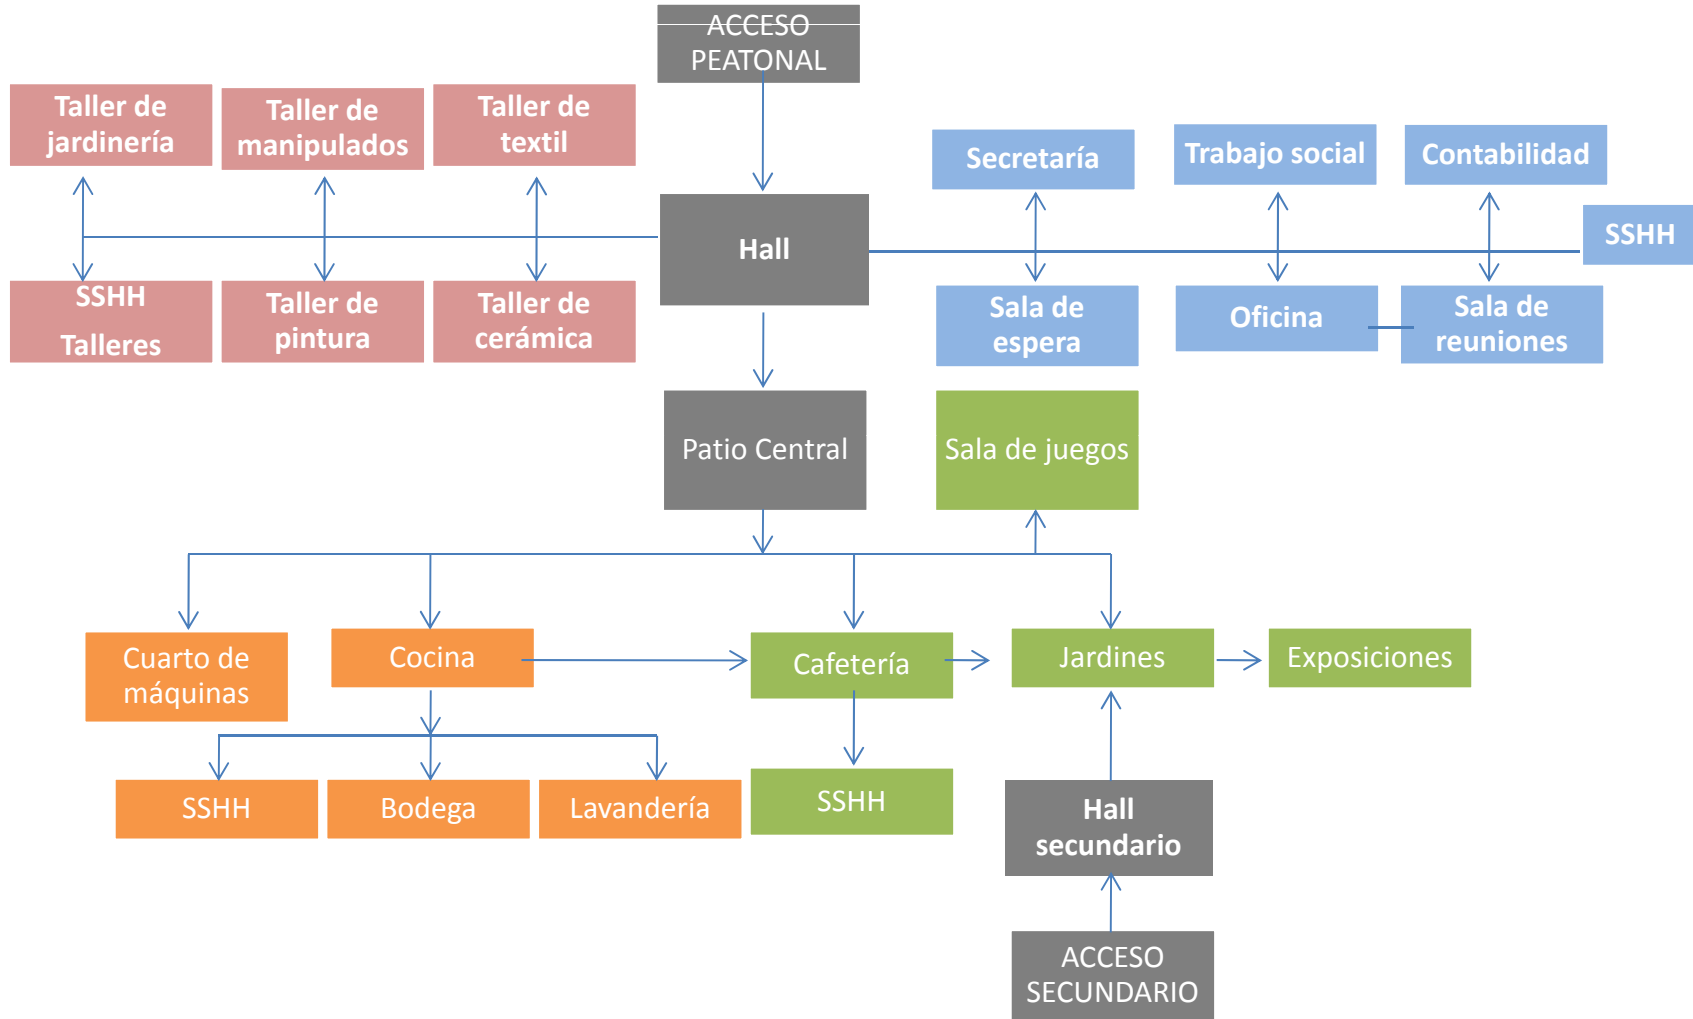 ACCESO
PEATONAL
Taller de
jardinería
Taller de
manipulados
Taller de
textil
Secretaría
Trabajo social
Contabilidad
Hall
SSHH
SSHH
Talleres
Taller de
pintura
Taller de
cerámica
Sala de
espera
Oficina
Sala de
reuniones
Patio Central
Sala de juegos
Cuarto de
máquinas
Cocina
Cafetería
Jardines
Exposiciones
SSHH
Bodega
Lavandería
SSHH
Hall
secundario
ACCESO
SECUNDARIO